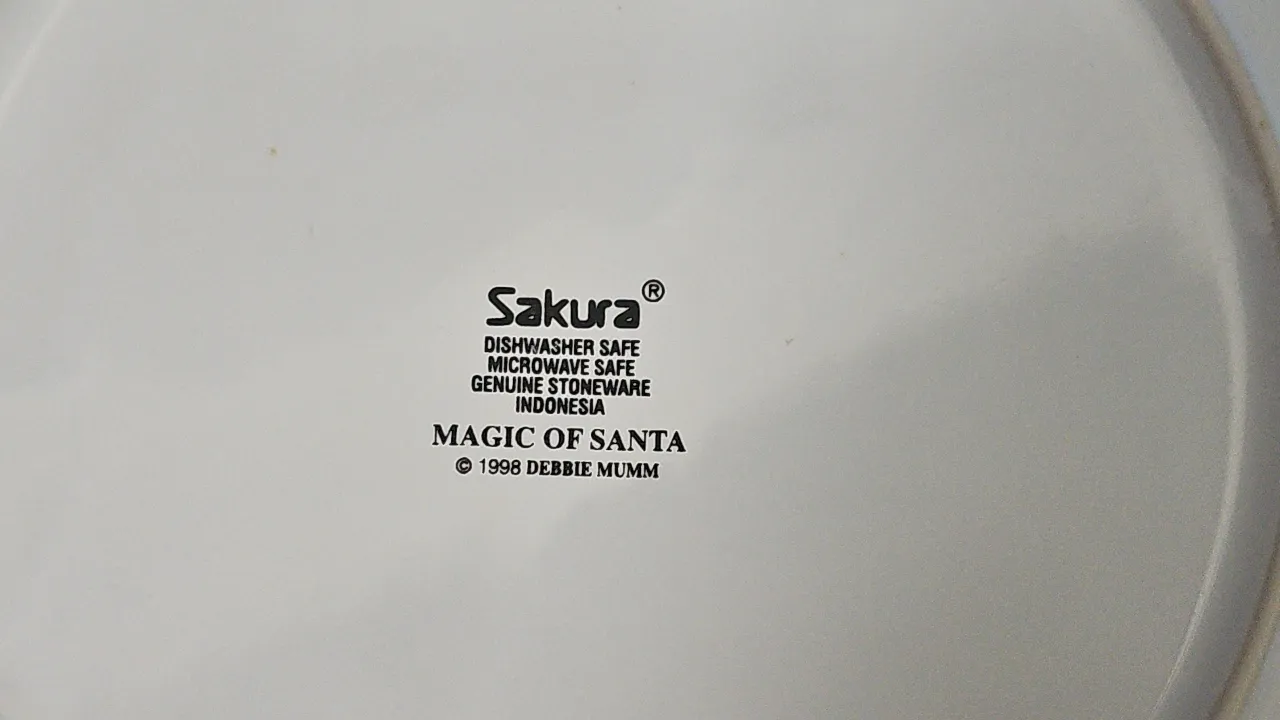 Sakura®
DISHWASHER SAFE
MICROWAVE SAFE
GENUINE STONEWARE
INDONESIA
MAGIC OF SANTA
© 1998 DEBBIE MUMM